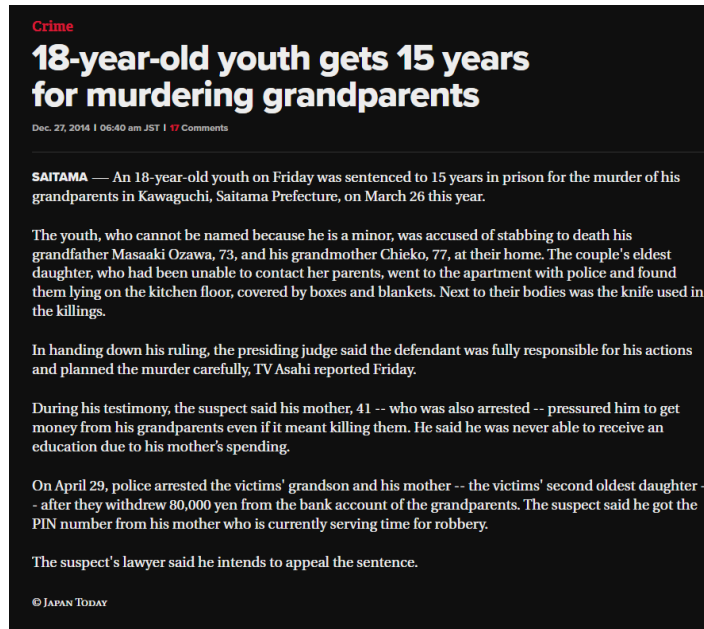 Crime
18-year-old youth gets 15 years
for murdering grandparents
Dec. 27, 2014 | 06:40 am JST | 17 Comments
SAITAMA — An 18-year-old youth on Friday was sentenced to 15 years in prison for the murder of his
grandparents in Kawaguchi, Saitama Prefecture, on March 26 this year.
The youth, who cannot be named because he is a minor, was accused of stabbing to death his
grandfather Masaaki Ozawa, 73, and his grandmother Chieko, 77, at their home. The couple's eldest
daughter, who had been unable to contact her parents, went to the apartment with police and found
them lying on the kitchen floor, covered by boxes and blankets. Next to their bodies was the knife used in
the killings.
In handing down his ruling, the presiding judge said the defendant was fully responsible for his actions
and planned the murder carefully, TV Asahi reported Friday.
During his testimony, the suspect said his mother, 41 -- who was also arrested -- pressured him to get
money from his grandparents even if it meant killing them. He said he was never able to receive an
education due to his mother's spending.
On April 29, police arrested the victims' grandson and his mother -- the victims' second oldest daughter -
- after they withdrew 80,000 yen from the bank account of the grandparents. The suspect said he got the
PIN number from his mother who is currently serving time for robbery.
The suspect's lawyer said he intends to appeal the sentence.
© Japan Today